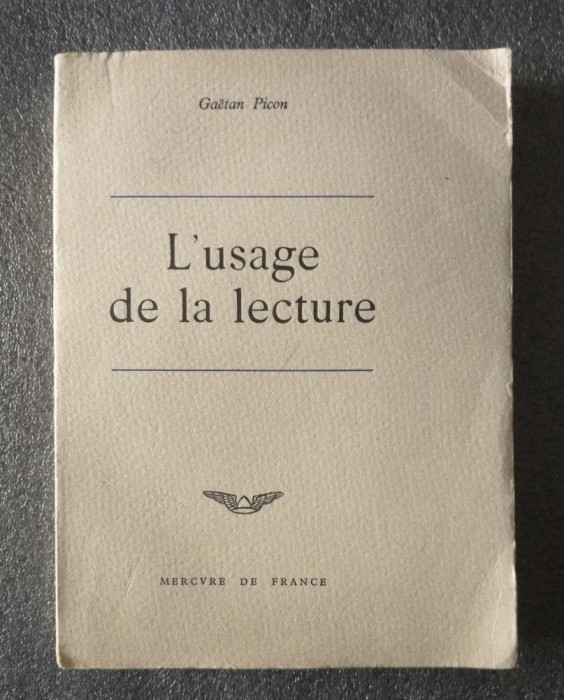 Gaëtan Picon
L'usage
de la lecture
MERCVRE DE FRANCE